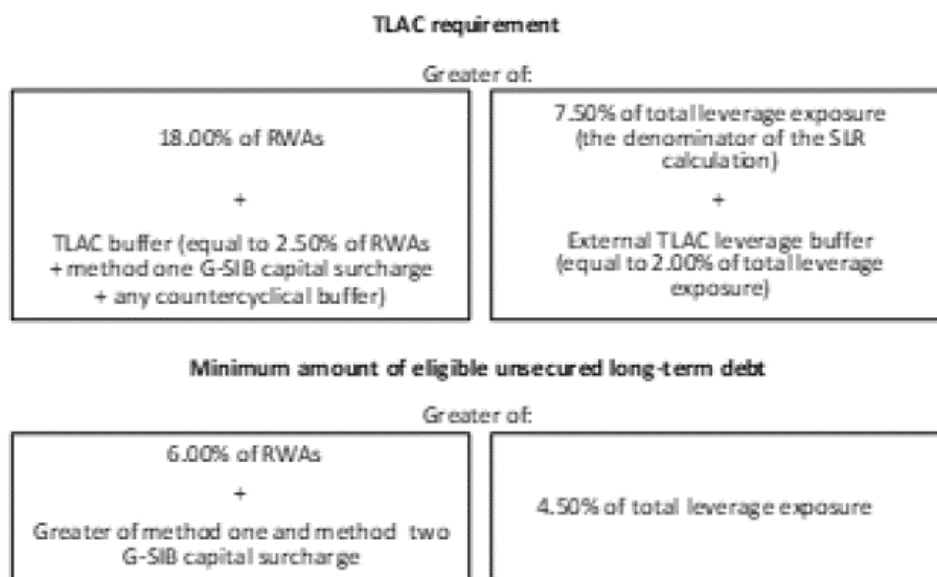 TLAC requirement
Greater of:
18.00% of RWAs
+
TLAC buffer (equal to 2.50% of RWAs
+ method one G-SIB capital surcharge
+ any countercyclical buffer)
7.50% of total leverage exposure
(the denominator of the SLR
calculation)
+
External TLAC leverage buffer
(equal to 2.00% of total leverage
exposure)
Minimum amount of eligible unsecured long-term debt
Greater of:
6.00% of RWAs
+
Greater of method one and method two
G-SIB capital surcharge
4.50% of total leverage exposure